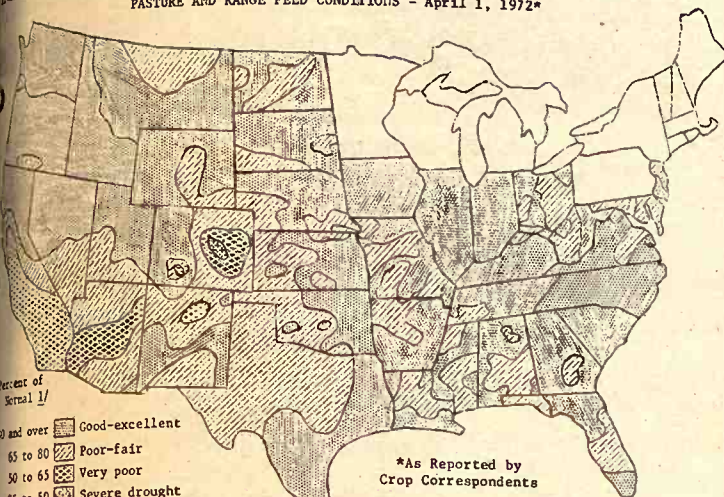 PASTURE AND RANGE FEED CONDITIONS - April 1, 1972*
Percent of
Normal 1/
80 and over Good-excellent
65 to 80 Poor-fair
50 to 65 Very poor
Severe drought
*As Reported by
Crop Correspondents